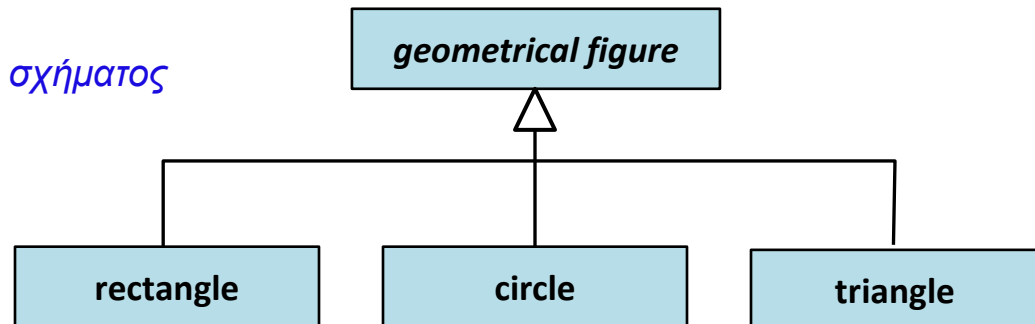 geometrical figure
σχήματος
rectangle
circle
triangle